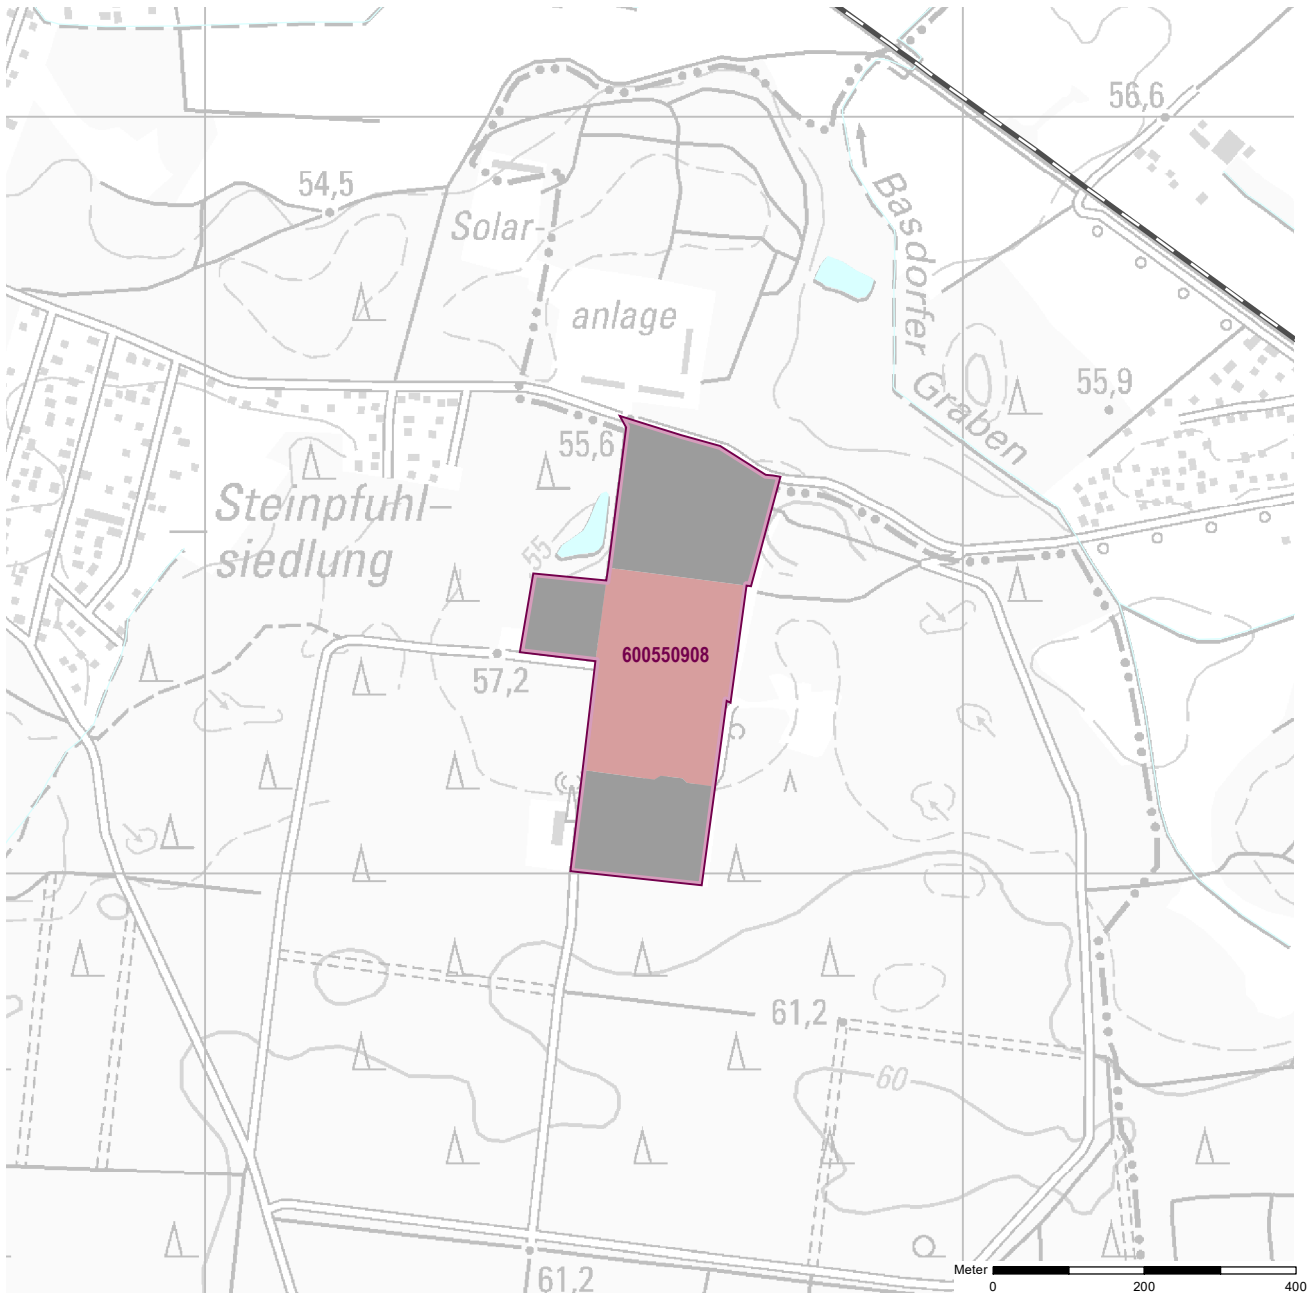 56,6
54,5
Basdorfer
Solar-
anlage
55,9
Graben
55,6
Steinpfuhl-
siedlung
55
600550908
57,2
61,2
60
61,2
Meter
0 200 400